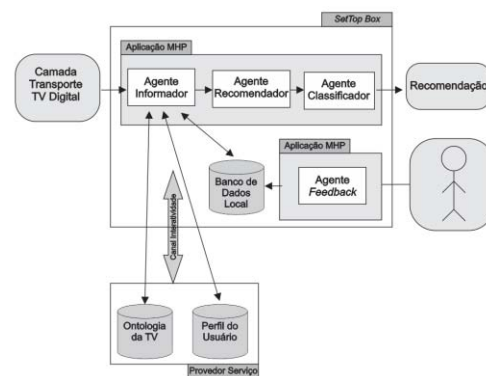 SetTop Box
Aplicação MHP
Camada
Transporte
TV Digital
Agente
Informador
Agente
Recomendador
Agente
Classificador
Recomendação
Aplicação MHP
Agente
Feedback
Banco de
Dados
Local
Canal Interatividade
Ontologia
da TV
Perfil do
Usuário
Provedor Serviço